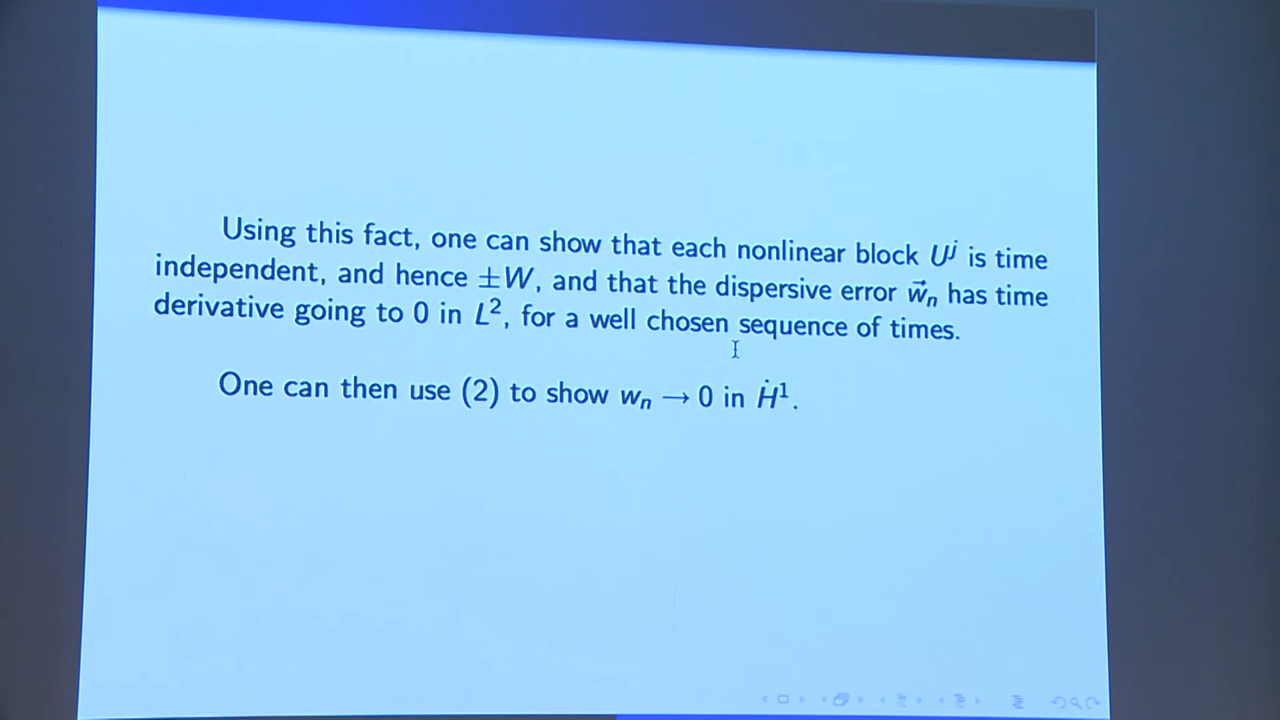 Using this fact, one can show that each nonlinear block Uʲ is time
independent, and hence ±W, and that the dispersive error w⃗ₙ has time
derivative going to 0 in L², for a well chosen sequence of times.
One can then use (2) to show wₙ → 0 in Ḣ¹.